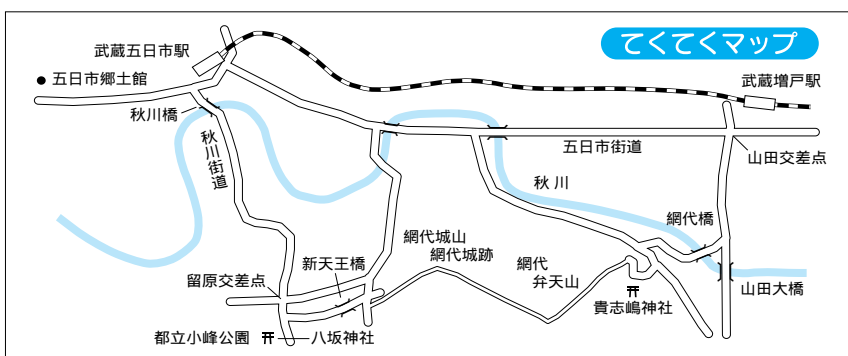 てくてくマップ
武蔵五日市駅
五日市郷土館
武蔵増戸駅
秋川橋
秋川街道
五日市街道
山田交差点
秋川
網代橋
網代城山
網代城跡
新天王橋
網代
弁天山
留原交差点
貴志嶋神社
山田大橋
都立小峰公園
八坂神社